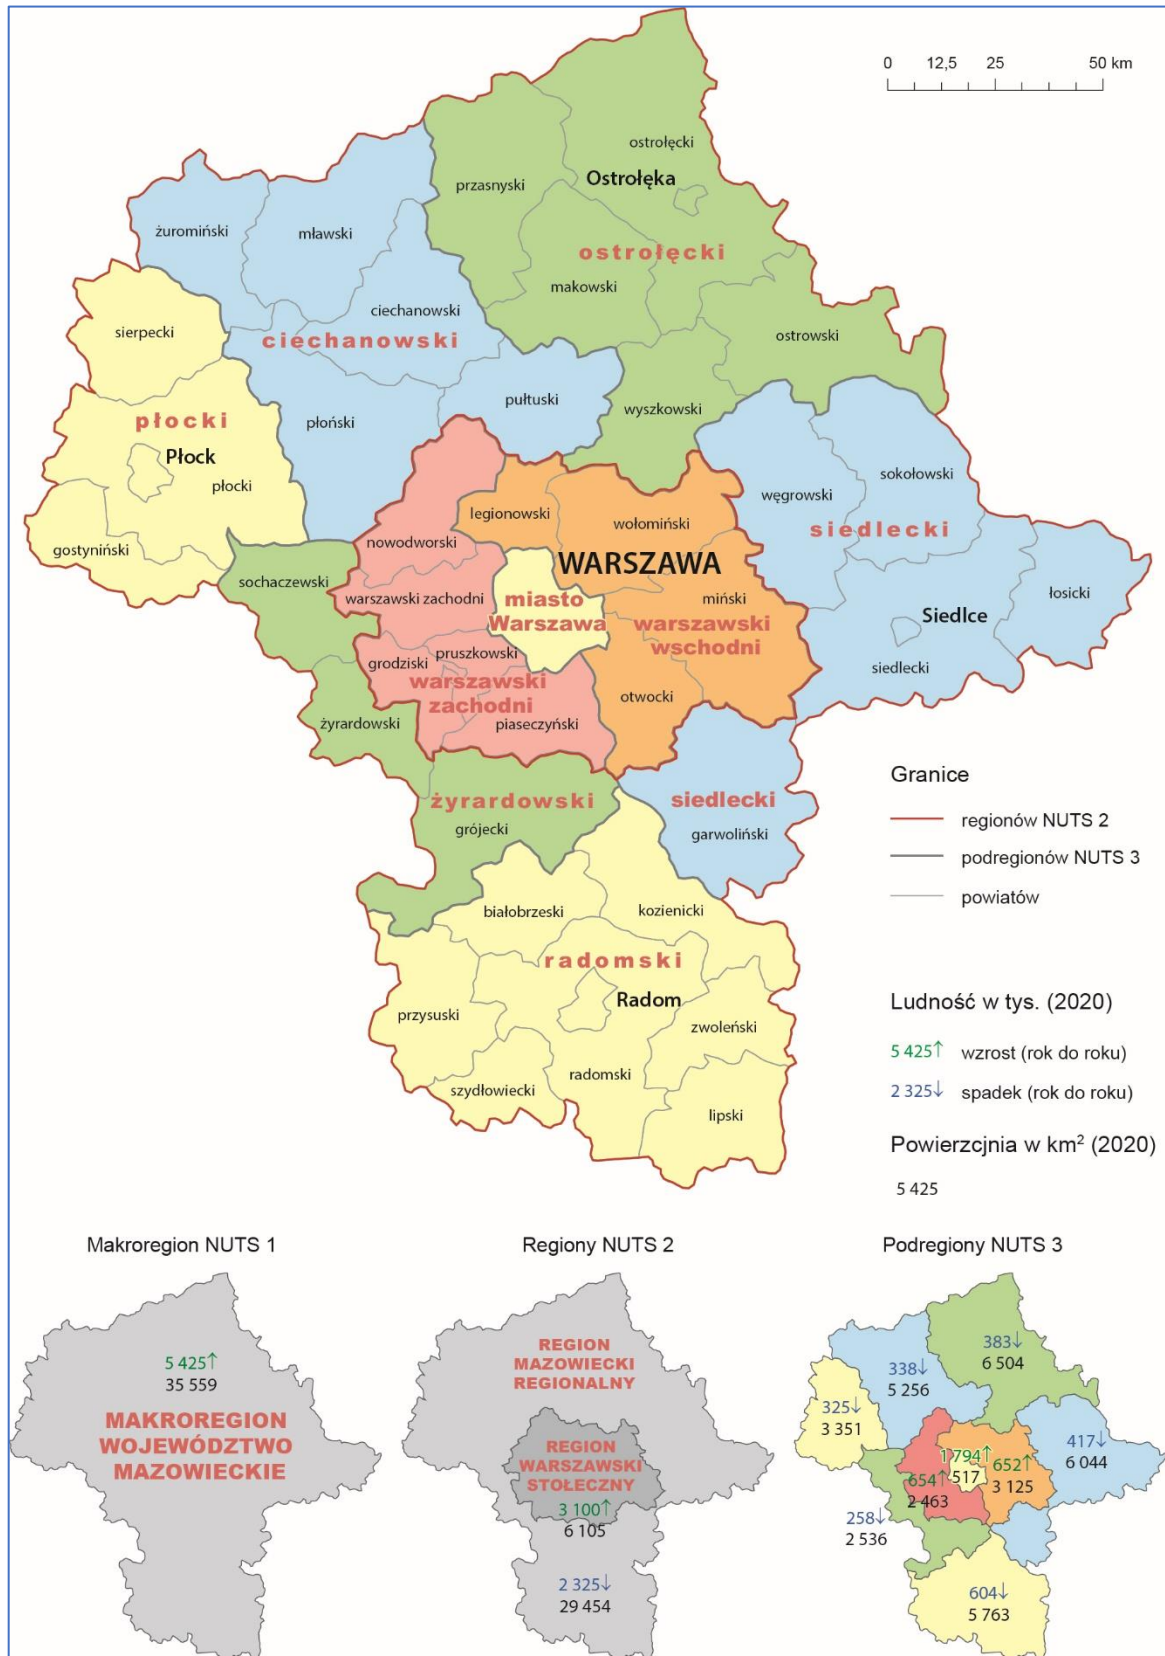 0 12,5 25 50 km
ostrołęcki
przasnyski
Ostrołęka
żuromiński
mławski
ostrołęcki
makowski
ciechanowski
sierpecki
ciechanowski
ostrowski
pułtuski
wyszkowski
płocki
płoński
Płock
sokołowski
płocki
węgrowski
legionowski
wołomiński
siedlecki
gostyniński
nowodworski
WARSZAWA
sochaczewski
warszawski zachodni
miasto
Warszawa
miński
łosicki
Siedlce
warszawski
wschodni
pruszkowski
grodziski
siedlecki
warszawski
zachodni
otwocki
żyrardowski
piaseczyński
Granice
żyrardowski
siedlecki
regionów NUTS 2
grójecki
garwoliński
podregionów NUTS 3
powiatów
białobrzeski
kozienicki
radomski
Radom
Ludność w tys. (2020)
przysuski
zwoleński
5 425↑ wzrost (rok do roku)
radomski
szydłowiecki
2 325↓ spadek (rok do roku)
lipski
Powierzcjnia w km² (2020)
5 425
Makroregion NUTS 1
5 425↑
35 559
MAKROREGION
WOJEWÓDZTWO
MAZOWIECKIE
Regiony NUTS 2
REGION
MAZOWIECKI
REGIONALNY
REGION
WARSZAWSKI
STOŁECZNY
3 100↑
6 105
2 325↓
29 454
Podregiony NUTS 3
383↓
6 504
338↓
5 256
325↓
3 351
417↓
6 044
1 794↑
517
652↑
3 125
654↑
2 463
258↓
2 536
604↓
5 763